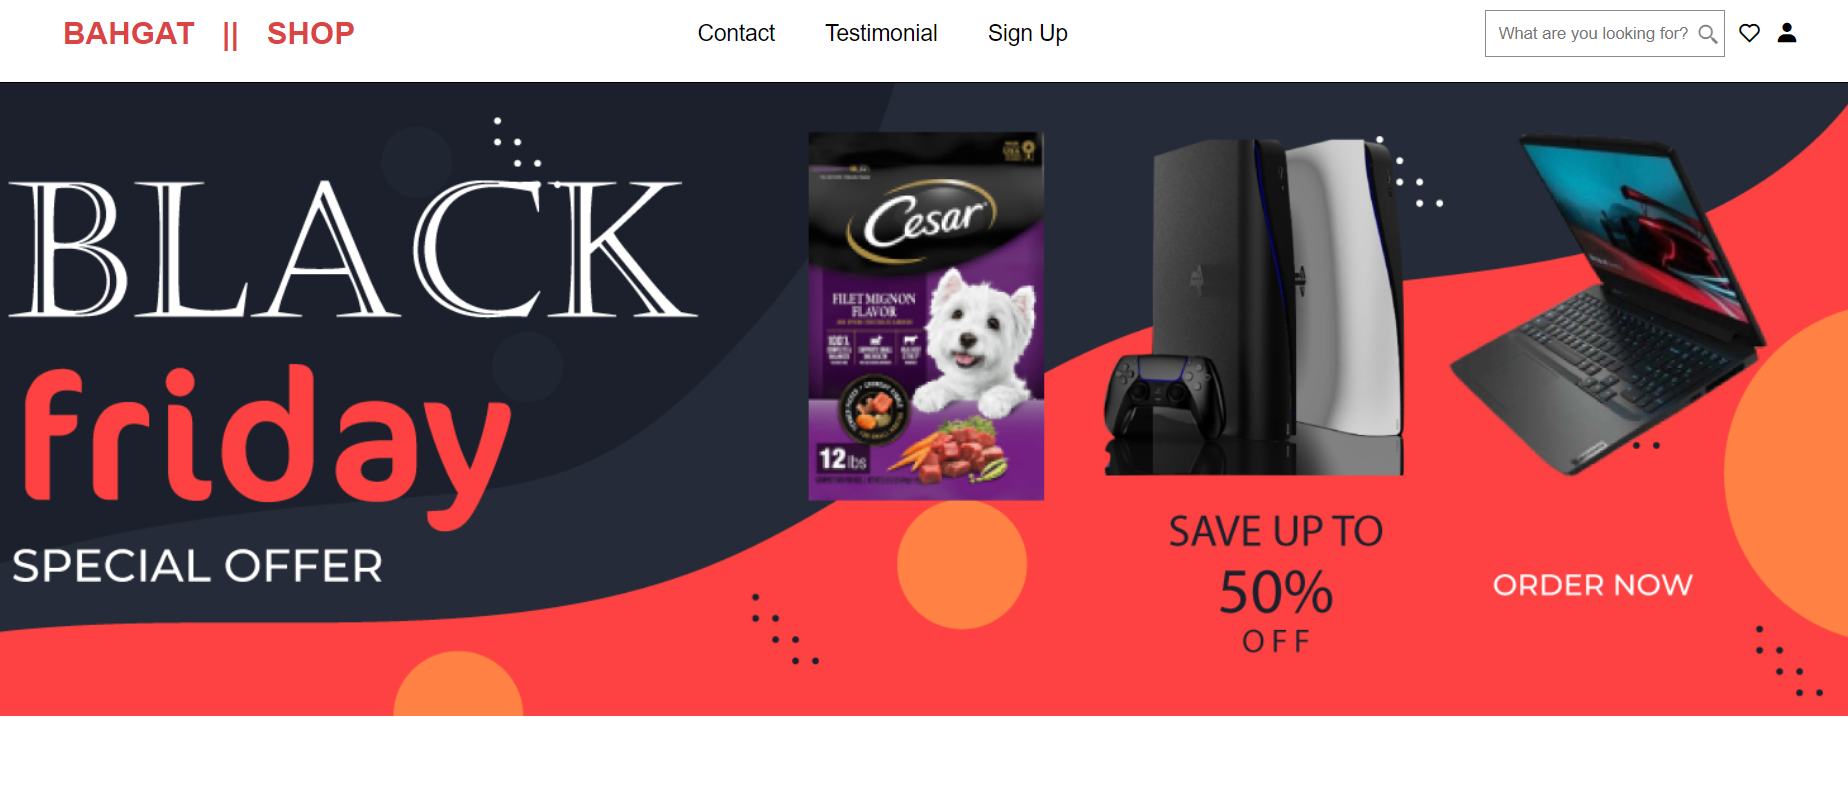 BAHGAT || SHOP
Contact
Testimonial
Sign Up
What are you looking for?
BLACK
friday
SPECIAL OFFER
Cesar
FILET MIGNON
FLAVOR
100%
12 lbs
SAVE UP TO
50%
OFF
ORDER NOW